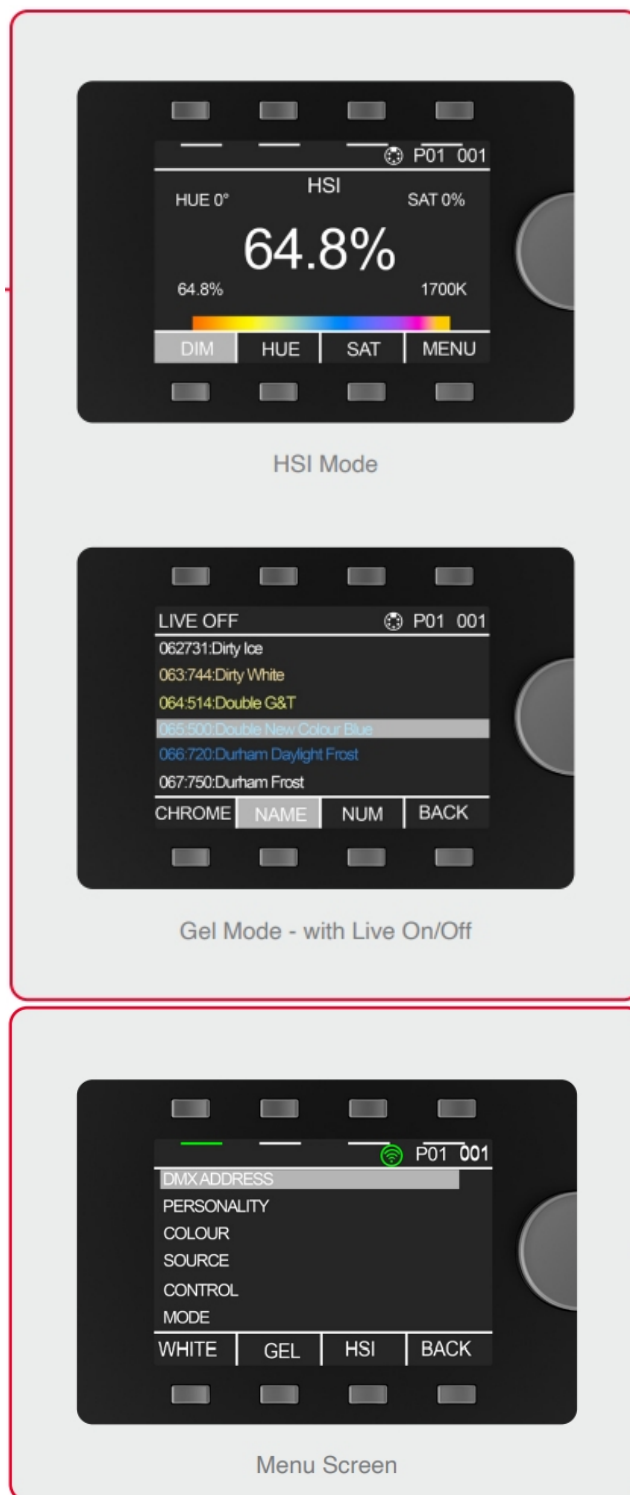 P01 001
HSI
HUE 0° SAT 0%
64.8%
64.8% 1700K
DIM HUE SAT MENU
HSI Mode
LIVE OFF P01 001
062731:Dirty Ice
063:744:Dirty White
064:514:Double G&T
065:500:Double New Colour Blue
066:720:Durham Daylight Frost
067:750:Durham Frost
CHROME NAME NUM BACK
Gel Mode - with Live On/Off
P01 001
DMX ADDRESS
PERSONALITY
COLOUR
SOURCE
CONTROL
MODE
WHITE GEL HSI BACK
Menu Screen